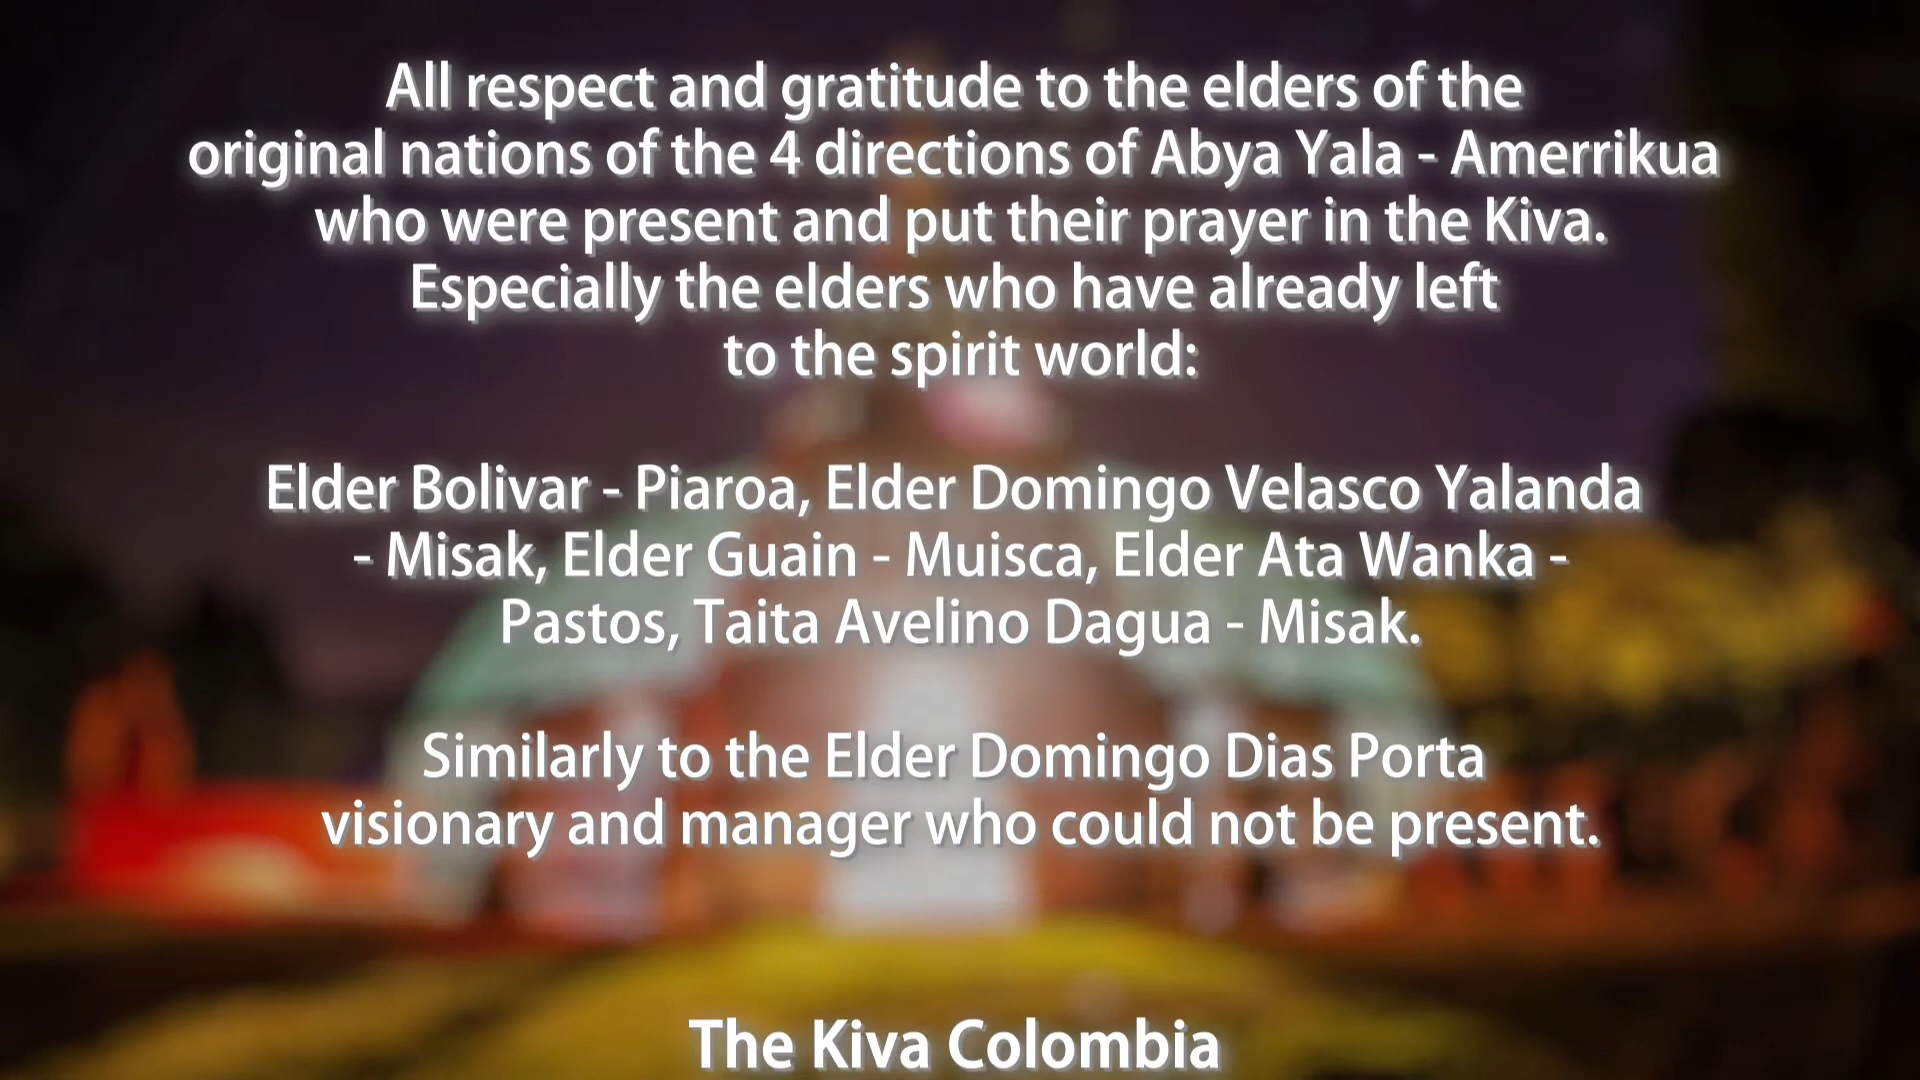 All respect and gratitude to the elders of the
original nations of the 4 directions of Abya Yala - Amerrikua
who were present and put their prayer in the Kiva.
Especially the elders who have already left
to the spirit world:
Elder Bolivar - Piaroa, Elder Domingo Velasco Yalanda
- Misak, Elder Guain - Muisca, Elder Ata Wanka -
Pastos, Taita Avelino Dagua - Misak.
Similarly to the Elder Domingo Dias Porta
visionary and manager who could not be present.
The Kiva Colombia